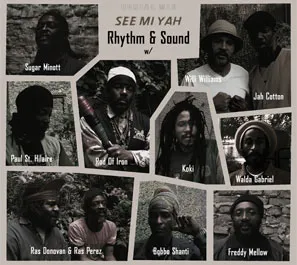 SEE MI YAH
Rhythm & Sound
w/
Sugar Minott
Willi Williams
Jah Cotton
Paul St. Hilaire
Rod Of Iron
Koki
Walda Gabriel
Ras Donovan & Ras Perez
Bobbo Shanti
Freddy Mellow